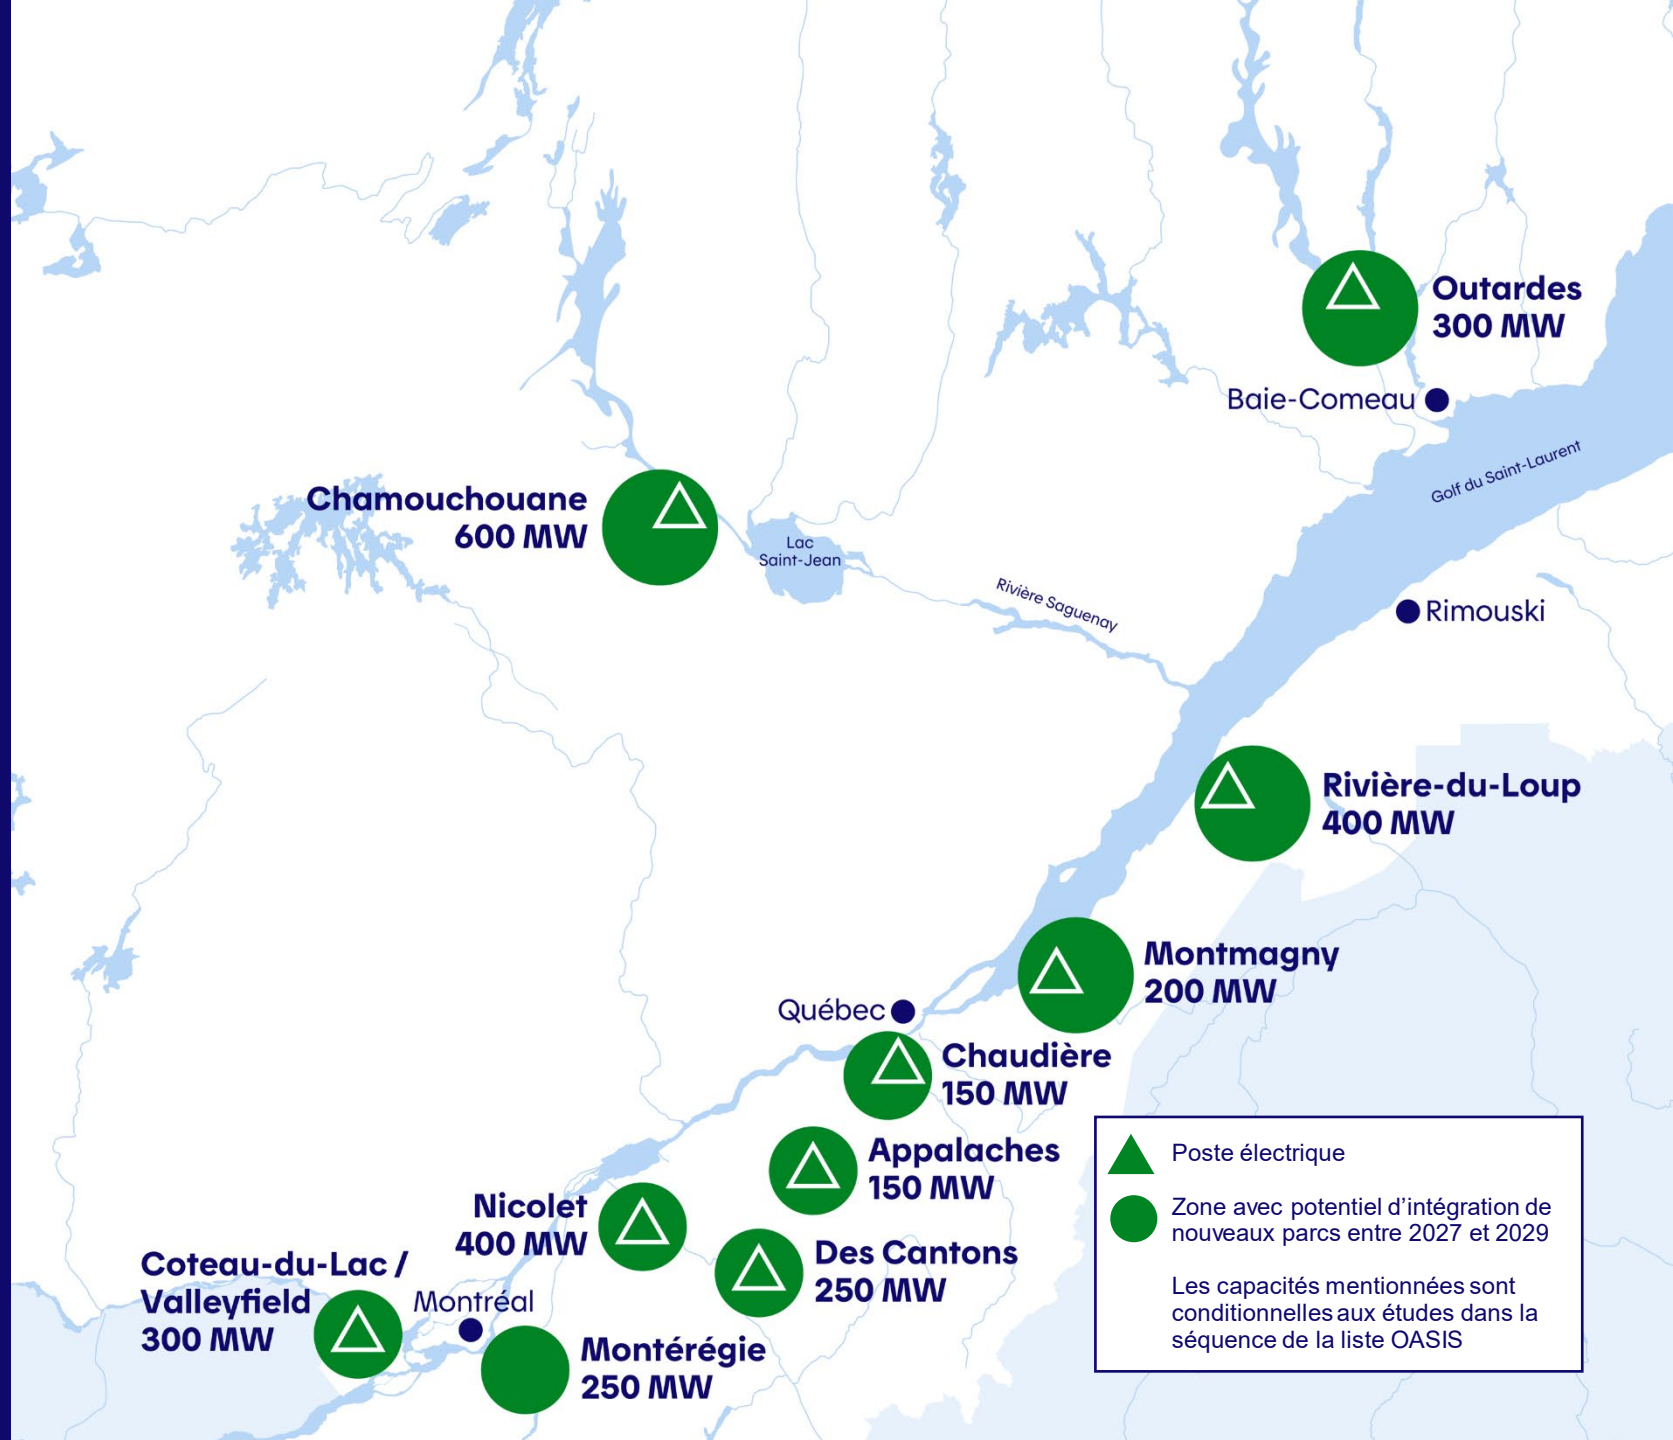 Outardes
300 MW
Baie-Comeau
Golf du Saint-Laurent
Chamouchouane
600 MW
Lac
Saint-Jean
Rivière Saguenay
Rimouski
Rivière-du-Loup
400 MW
Montmagny
200 MW
Québec
Chaudière
150 MW
Appalaches
150 MW
Nicolet
400 MW
Des Cantons
250 MW
Coteau-du-Lac /
Valleyfield
300 MW
Montréal
Montérégie
250 MW
Poste électrique
Zone avec potentiel d'intégration de
nouveaux parcs entre 2027 et 2029
Les capacités mentionnées sont
conditionnelles aux études dans la
séquence de la liste OASIS